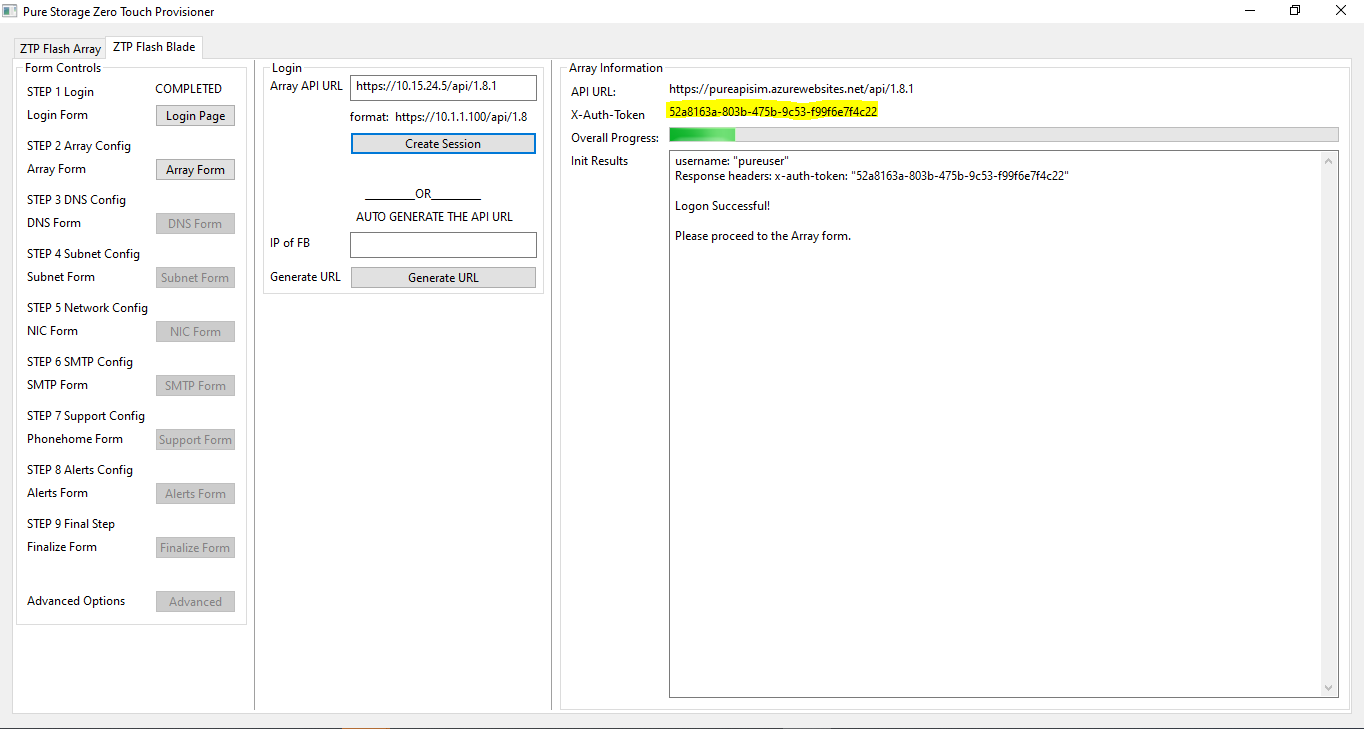 Pure Storage Zero Touch Provisioner
ZTP Flash Array
ZTP Flash Blade
Form Controls
STEP 1 Login
COMPLETED
Login Form
Login Page
STEP 2 Array Config
Array Form
Array Form
STEP 3 DNS Config
DNS Form
DNS Form
STEP 4 Subnet Config
Subnet Form
Subnet Form
STEP 5 Network Config
NIC Form
NIC Form
STEP 6 SMTP Config
SMTP Form
SMTP Form
STEP 7 Support Config
Phonehome Form
Support Form
STEP 8 Alerts Config
Alerts Form
Alerts Form
STEP 9 Final Step
Finalize Form
Finalize Form
Advanced Options
Advanced
Login
Array API URL
https://10.15.24.5/api/1.8.1
format: https://10.1.1.100/api/1.8
Create Session
________OR________
AUTO GENERATE THE API URL
IP of FB
Generate URL
Generate URL
Array Information
API URL:
https://pureapisim.azurewebsites.net/api/1.8.1
X-Auth-Token
52a8163a-803b-475b-9c53-f99f6e7f4c22
Overall Progress:
Init Results
username: "pureuser"
Response headers: x-auth-token: "52a8163a-803b-475b-9c53-f99f6e7f4c22"
Logon Successful!
Please proceed to the Array form.